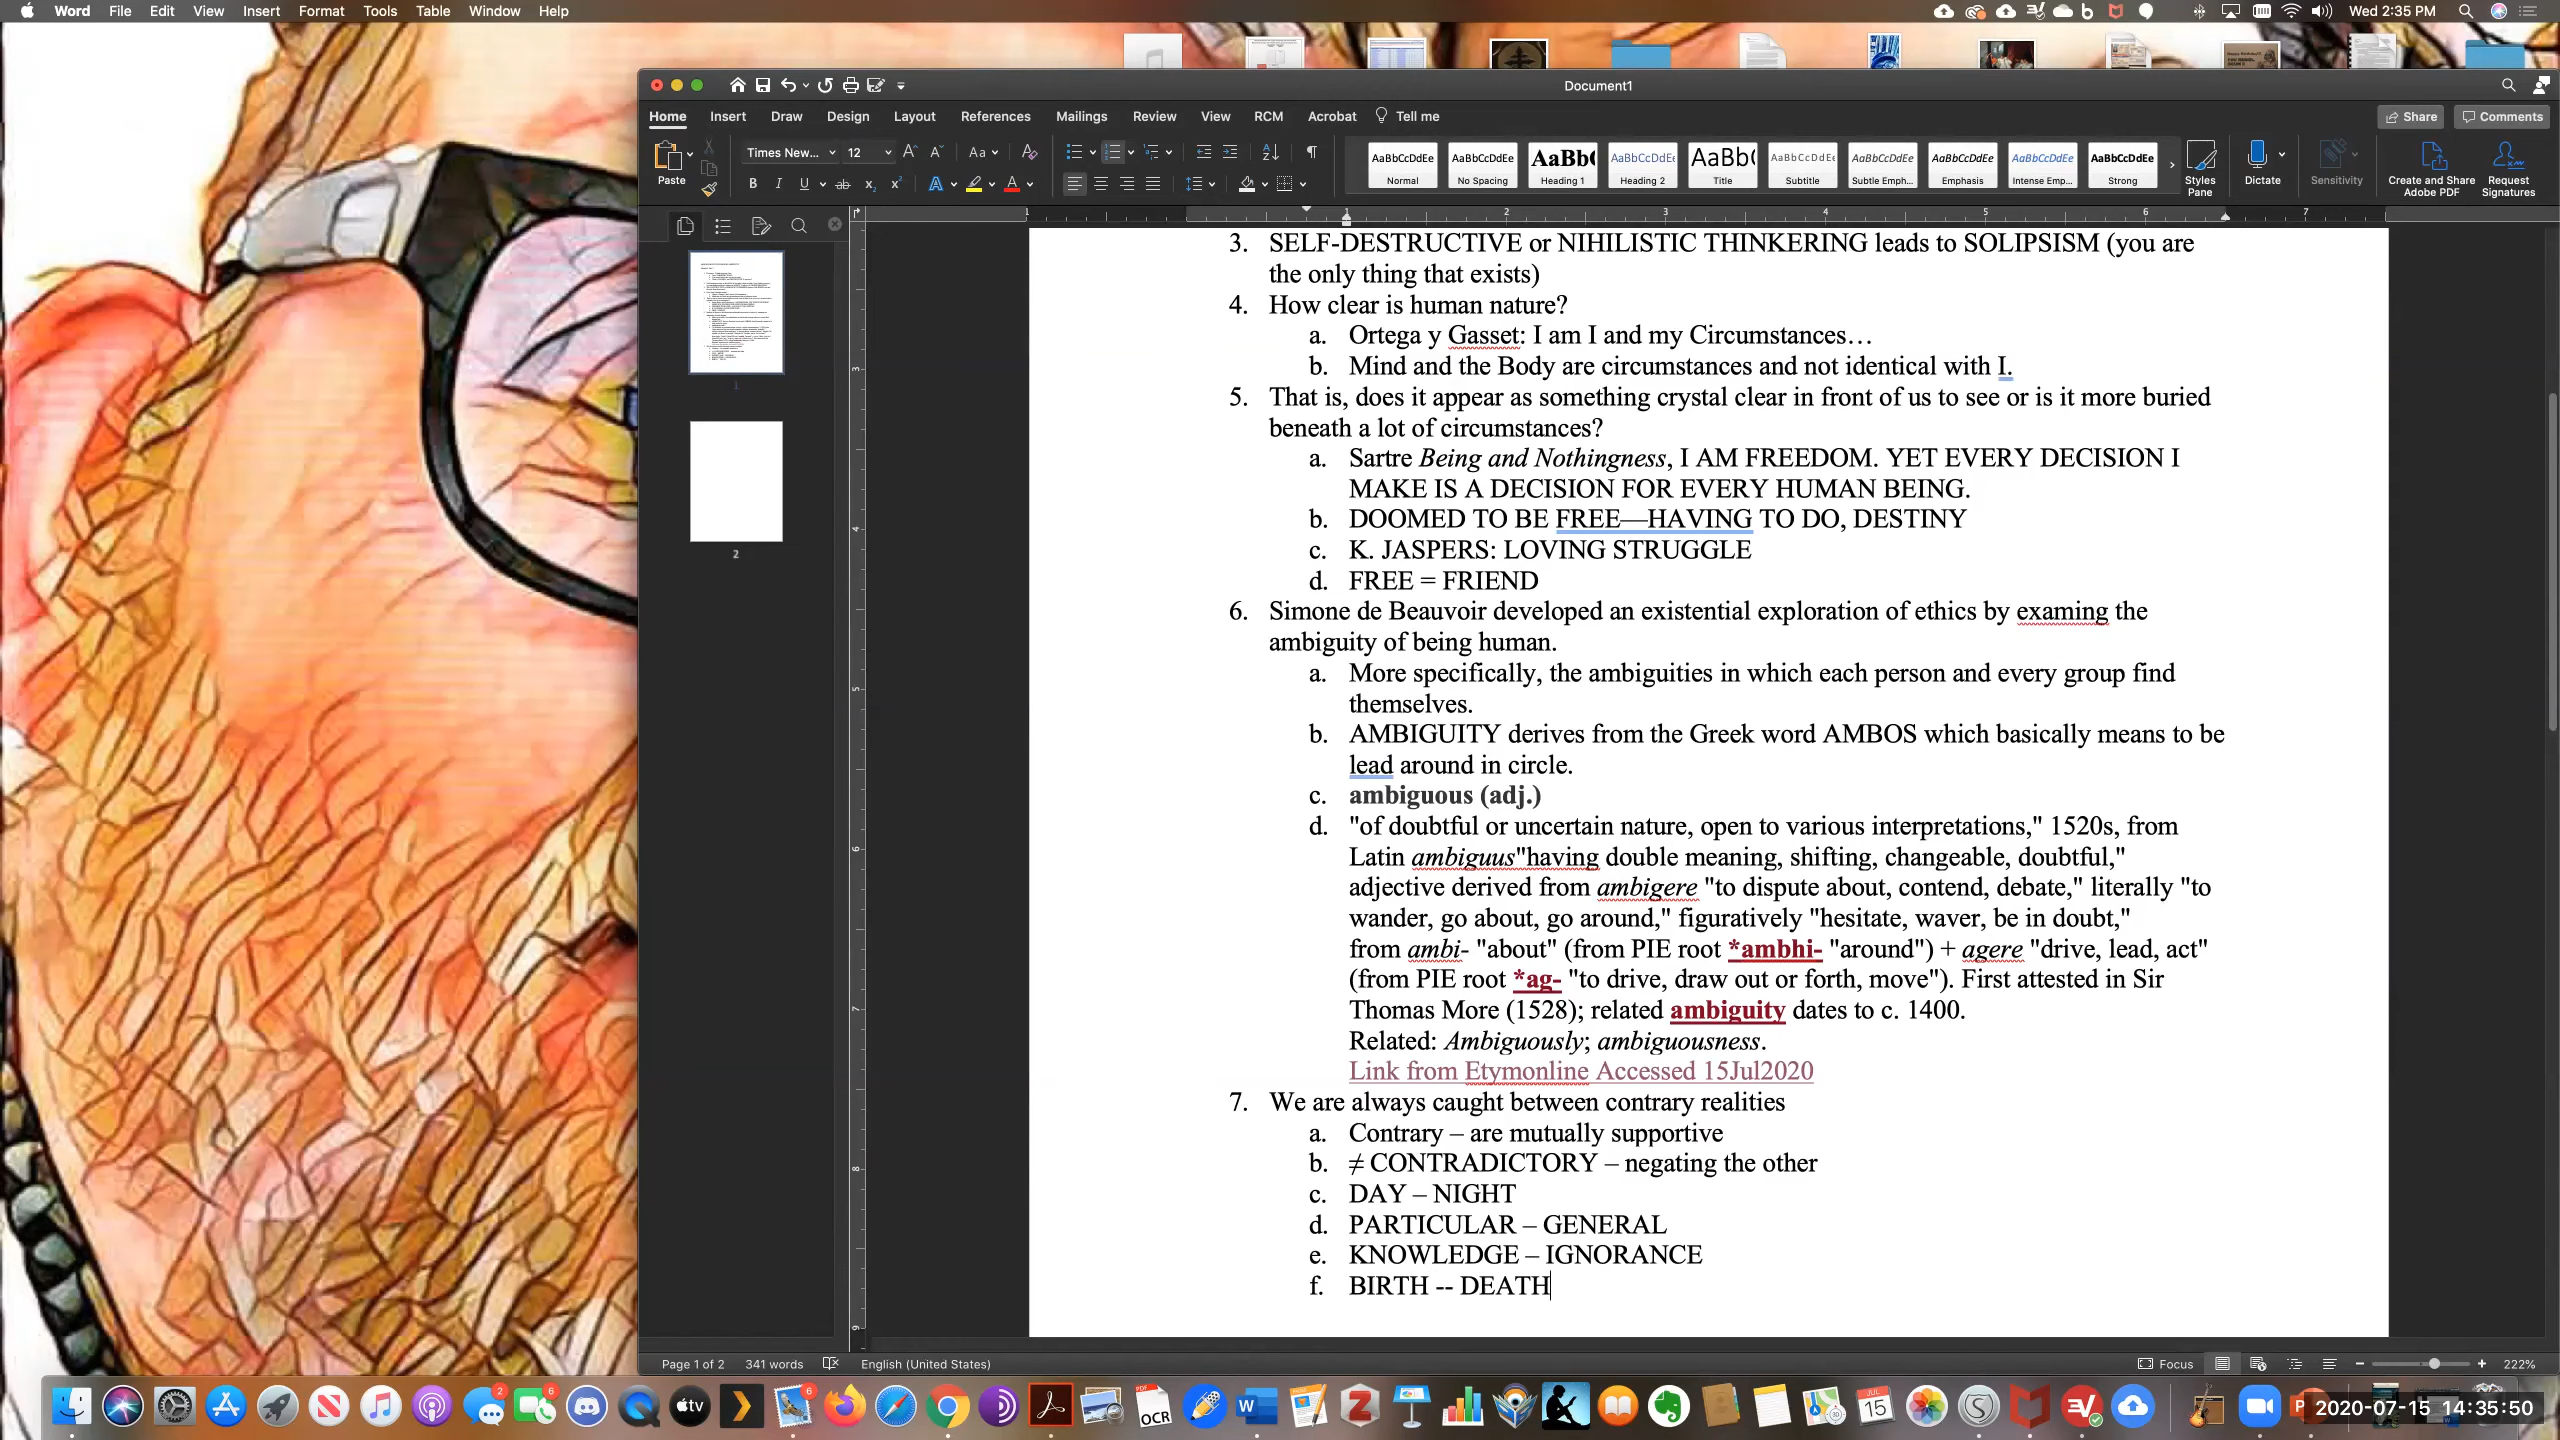 Word File Edit View Insert Format Tools Table Window Help
Wed 2:35 PM
Document1
Home Insert Draw Design Layout References Mailings Review View RCM Acrobat Tell me
Share Comments
Paste
Times New... 12
AaBbCcDdEe AaBbCcDdEe AaBb( AaBbCcDdE AaBb( AaBbCcDdE AaBbCcDdEe AaBbCcDdEe AaBbCcDdEe AaBbCcDdEe
Normal No Spacing Heading 1 Heading 2 Title Subtitle Subtle Emph... Emphasis Intense Emp... Strong
Styles Pane
Dictate
Sensitivity
Create and Share Adobe PDF
Request Signatures
3. SELF-DESTRUCTIVE or NIHILISTIC THINKERING leads to SOLIPSISM (you are
the only thing that exists)
4. How clear is human nature?
a. Ortega y Gasset: I am I and my Circumstances…
b. Mind and the Body are circumstances and not identical with I.
5. That is, does it appear as something crystal clear in front of us to see or is it more buried
beneath a lot of circumstances?
a. Sartre Being and Nothingness, I AM FREEDOM. YET EVERY DECISION I
MAKE IS A DECISION FOR EVERY HUMAN BEING.
b. DOOMED TO BE FREE—HAVING TO DO, DESTINY
c. K. JASPERS: LOVING STRUGGLE
d. FREE = FRIEND
6. Simone de Beauvoir developed an existential exploration of ethics by examing the
ambiguity of being human.
a. More specifically, the ambiguities in which each person and every group find
themselves.
b. AMBIGUITY derives from the Greek word AMBOS which basically means to be
lead around in circle.
c. ambiguous (adj.)
d. "of doubtful or uncertain nature, open to various interpretations," 1520s, from
Latin ambiguus"having double meaning, shifting, changeable, doubtful,"
adjective derived from ambigere "to dispute about, contend, debate," literally "to
wander, go about, go around," figuratively "hesitate, waver, be in doubt,"
from ambi- "about" (from PIE root *ambhi- "around") + agere "drive, lead, act"
(from PIE root *ag- "to drive, draw out or forth, move"). First attested in Sir
Thomas More (1528); related ambiguity dates to c. 1400.
Related: Ambiguously; ambiguousness.
Link from Etymonline Accessed 15Jul2020
7. We are always caught between contrary realities
a. Contrary – are mutually supportive
b. ≠ CONTRADICTORY – negating the other
c. DAY – NIGHT
d. PARTICULAR – GENERAL
e. KNOWLEDGE – IGNORANCE
f. BIRTH -- DEATH
1
2
Page 1 of 2 341 words English (United States)
Focus 222%
2020-07-15 14:35:50